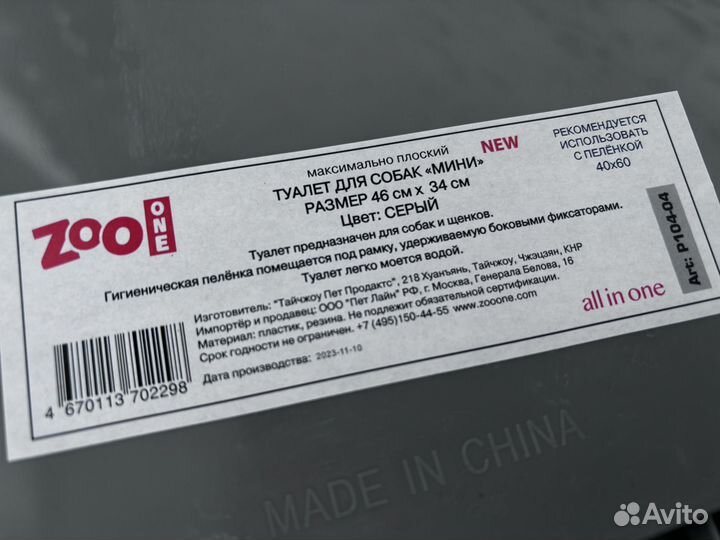 ZOO ONE
максимально плоский
NEW
ТУАЛЕТ ДЛЯ СОБАК «МИНИ»
РАЗМЕР 46 см х 34 см
Цвет: СЕРЫЙ
РЕКОМЕНДУЕТСЯ
ИСПОЛЬЗОВАТЬ
С ПЕЛЁНКОЙ
40х60
Туалет предназначен для собак и щенков.
Гигиеническая пелёнка помещается под рамку, удерживаемую боковыми фиксаторами.
Туалет легко моется водой.
Изготовитель: "Тайчжоу Пет Продактс", 218 Хуанъянь, Тайчжоу, Чжэцзян, КНР
Импортёр и продавец: ООО "Пет Лайн" РФ, г. Москва, Генерала Белова, 16
Материал: пластик, резина. Не подлежит обязательной сертификации.
Срок годности не ограничен. +7 (495)150-44-55 www.zooone.com
Дата производства: 2023-11-10
all in one
Art: P104-04
4 670113 702298
MADE IN CHINA
Avito